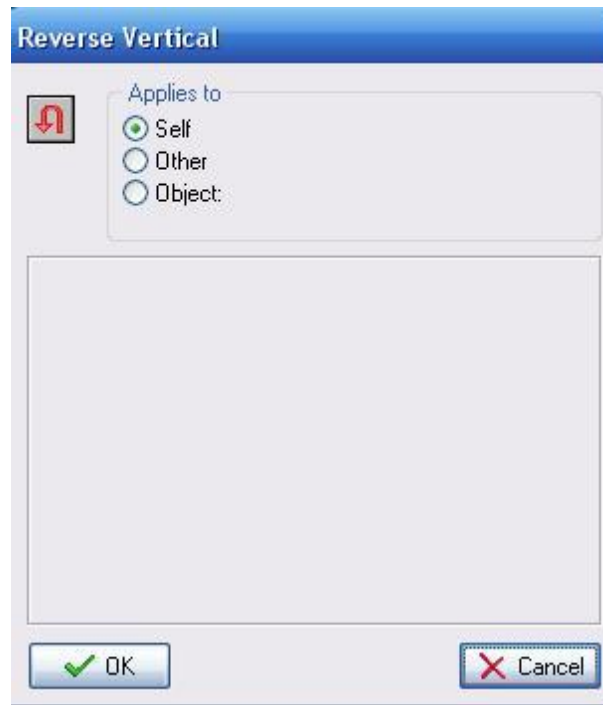 Reverse Vertical
Applies to
Self
Other
Object:
OK
Cancel